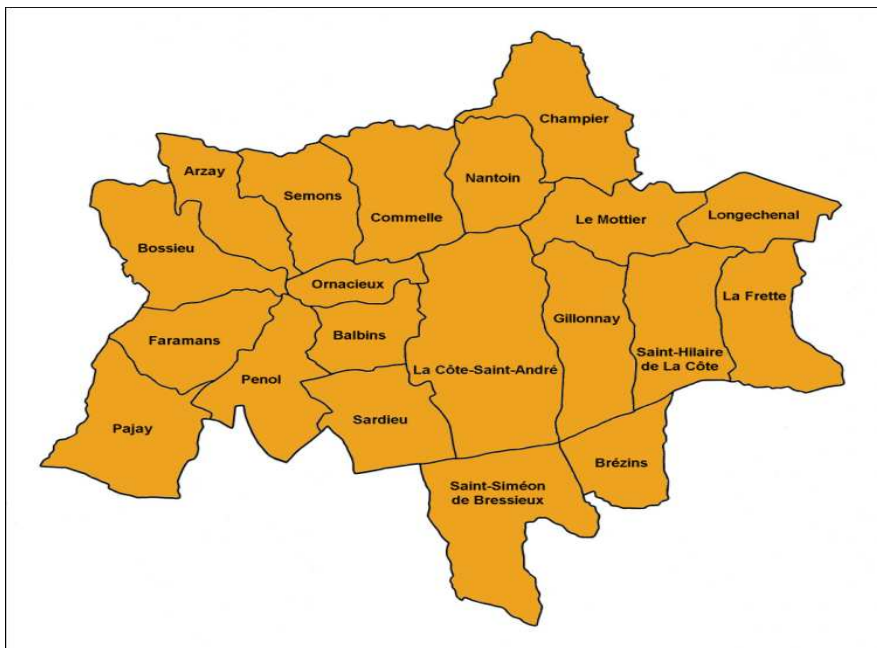 Champier
Arzay
Nantoin
Semons
Commelle
Le Mottier
Longechenal
Bossieu
Ornacieux
La Frette
Gillonnay
Balbins
Faramans
Saint-Hilaire
de La Côte
La Côte-Saint-André
Penol
Sardieu
Pajay
Brézins
Saint-Siméon
de Bressieux